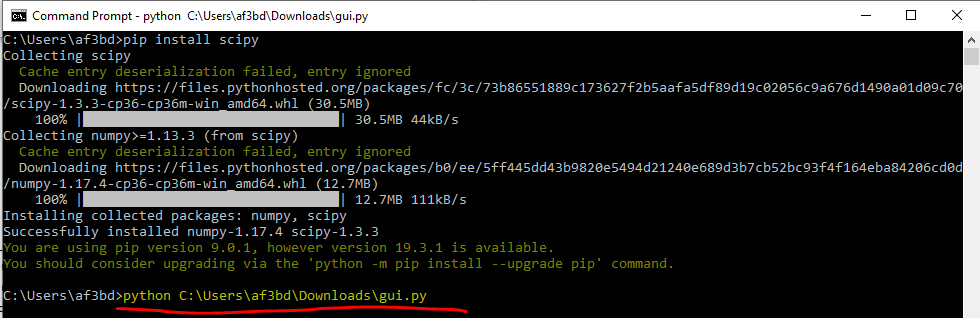 Command Prompt - python  C:\Users\af3bd\Downloads\gui.py
C:\Users\af3bd>pip install scipy
Collecting scipy
  Cache entry deserialization failed, entry ignored
  Downloading https://files.pythonhosted.org/packages/fc/3c/73b86551889c173627f2b5aafa5df89d19c02056c9a676d1490a01d09c70
/scipy-1.3.3-cp36-cp36m-win_amd64.whl (30.5MB)
    100% || 30.5MB 44kB/s
Collecting numpy>=1.13.3 (from scipy)
  Cache entry deserialization failed, entry ignored
  Downloading https://files.pythonhosted.org/packages/b0/ee/5ff445dd43b9820e5494d21240e689d3b7cb52bc93f4f164eba84206cd0d
/numpy-1.17.4-cp36-cp36m-win_amd64.whl (12.7MB)
    100% || 12.7MB 111kB/s
Installing collected packages: numpy, scipy
Successfully installed numpy-1.17.4 scipy-1.3.3
You are using pip version 9.0.1, however version 19.3.1 is available.
You should consider upgrading via the 'python -m pip install --upgrade pip' command.
C:\Users\af3bd>python C:\Users\af3bd\Downloads\gui.py